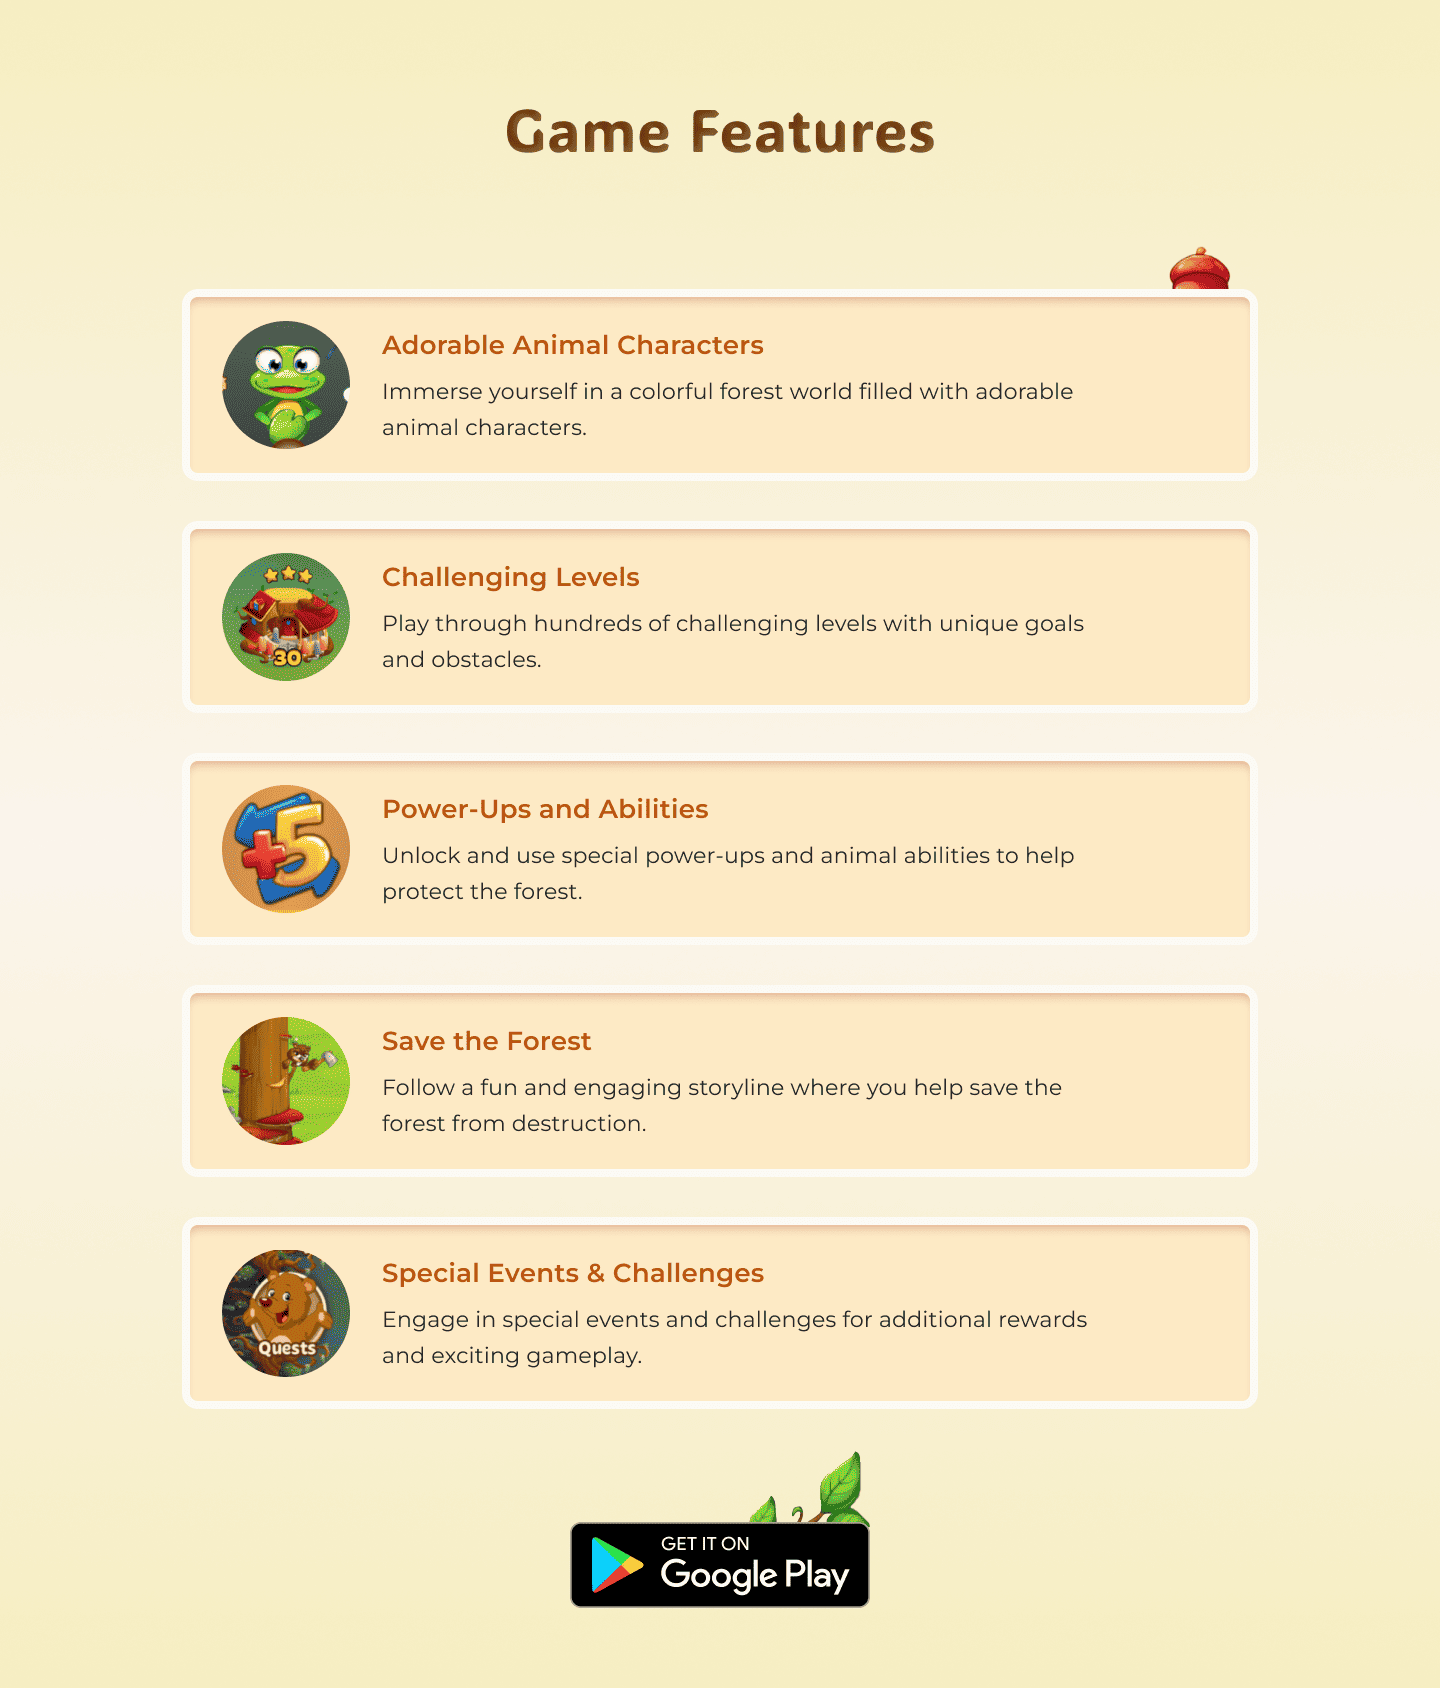 Game Features
Adorable Animal Characters
Immerse yourself in a colorful forest world filled with adorable
animal characters.
Challenging Levels
Play through hundreds of challenging levels with unique goals
and obstacles.
30
Power-Ups and Abilities
Unlock and use special power-ups and animal abilities to help
protect the forest.
+5
Save the Forest
Follow a fun and engaging storyline where you help save the
forest from destruction.
Special Events & Challenges
Engage in special events and challenges for additional rewards
and exciting gameplay.
Quests
GET IT ON
Google Play